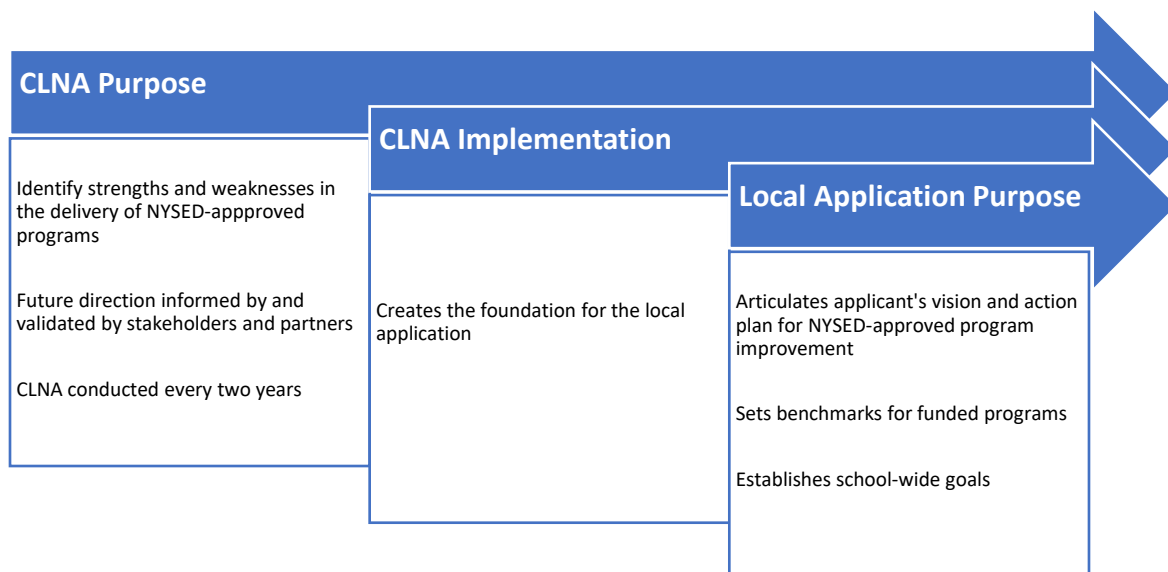 CLNA Purpose
Identify strengths and weaknesses in
the delivery of NYSED-appproved
programs
Future direction informed by and
validated by stakeholders and partners
CLNA conducted every two years
CLNA Implementation
Creates the foundation for the local
application
Local Application Purpose
Articulates applicant's vision and action
plan for NYSED-approved program
improvement
Sets benchmarks for funded programs
Establishes school-wide goals